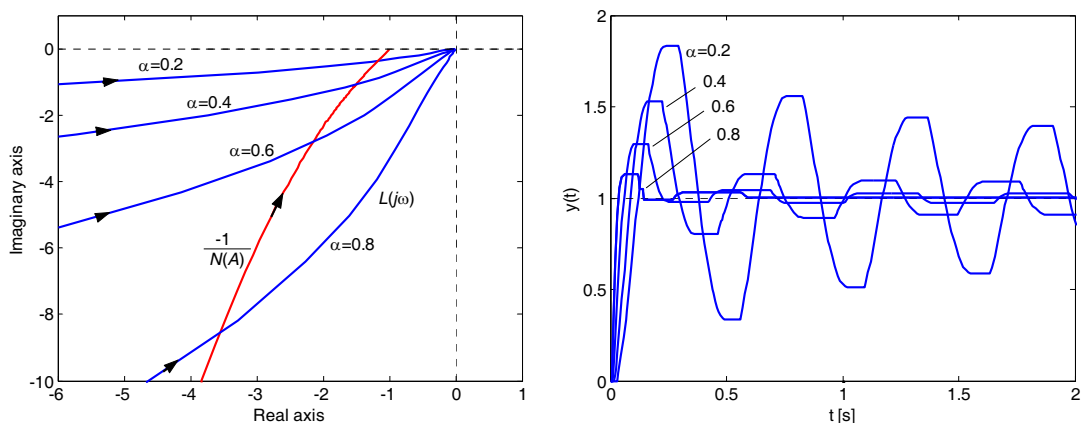 0
-2
-4
-6
-8
-10
Imaginary axis
α=0.2
α=0.4
α=0.6
L(jω)
-1
N(A)
α=0.8
-6 -5 -4 -3 -2 -1 0 1
Real axis
2
1.5
1
0.5
0
y(t)
α=0.2
0.4
0.6
0.8
0 0.5 1 1.5 2
t [s]